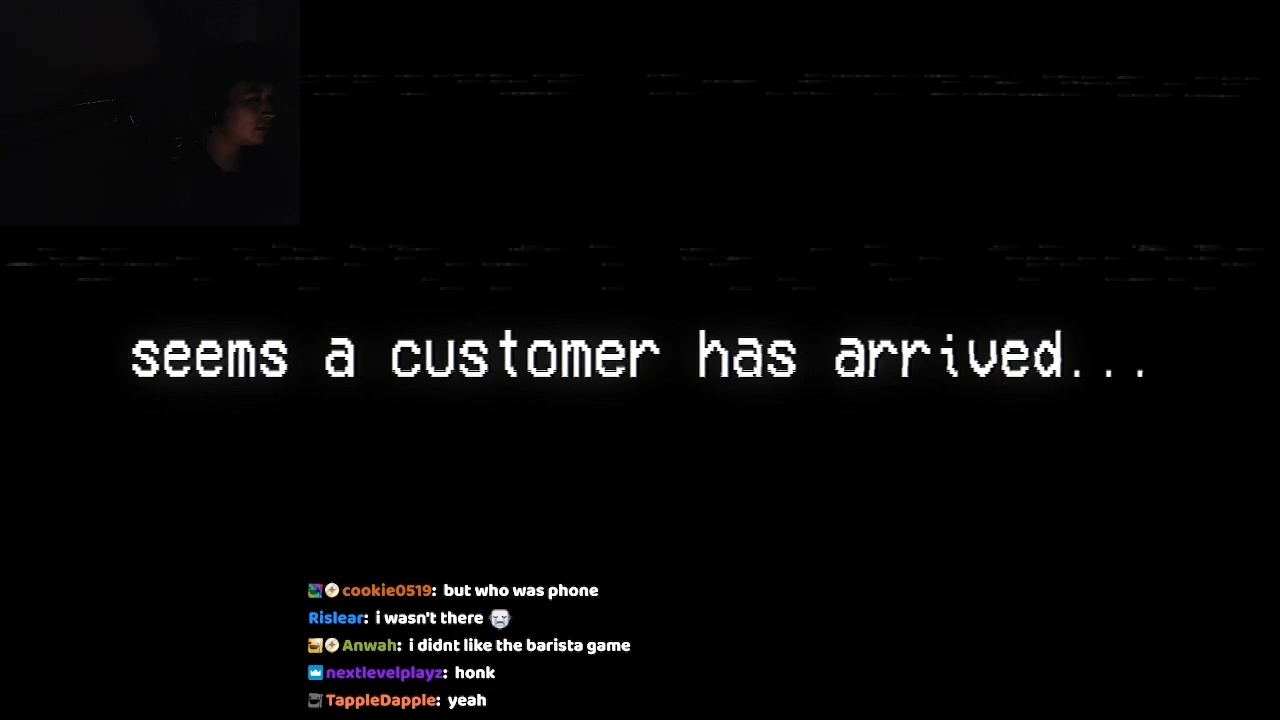 seems a customer has arrived...
cookie0519: but who was phone
Rislear: i wasn't there
Anwah: i didnt like the barista game
nextlevelplayz: honk
TappleDapple: yeah